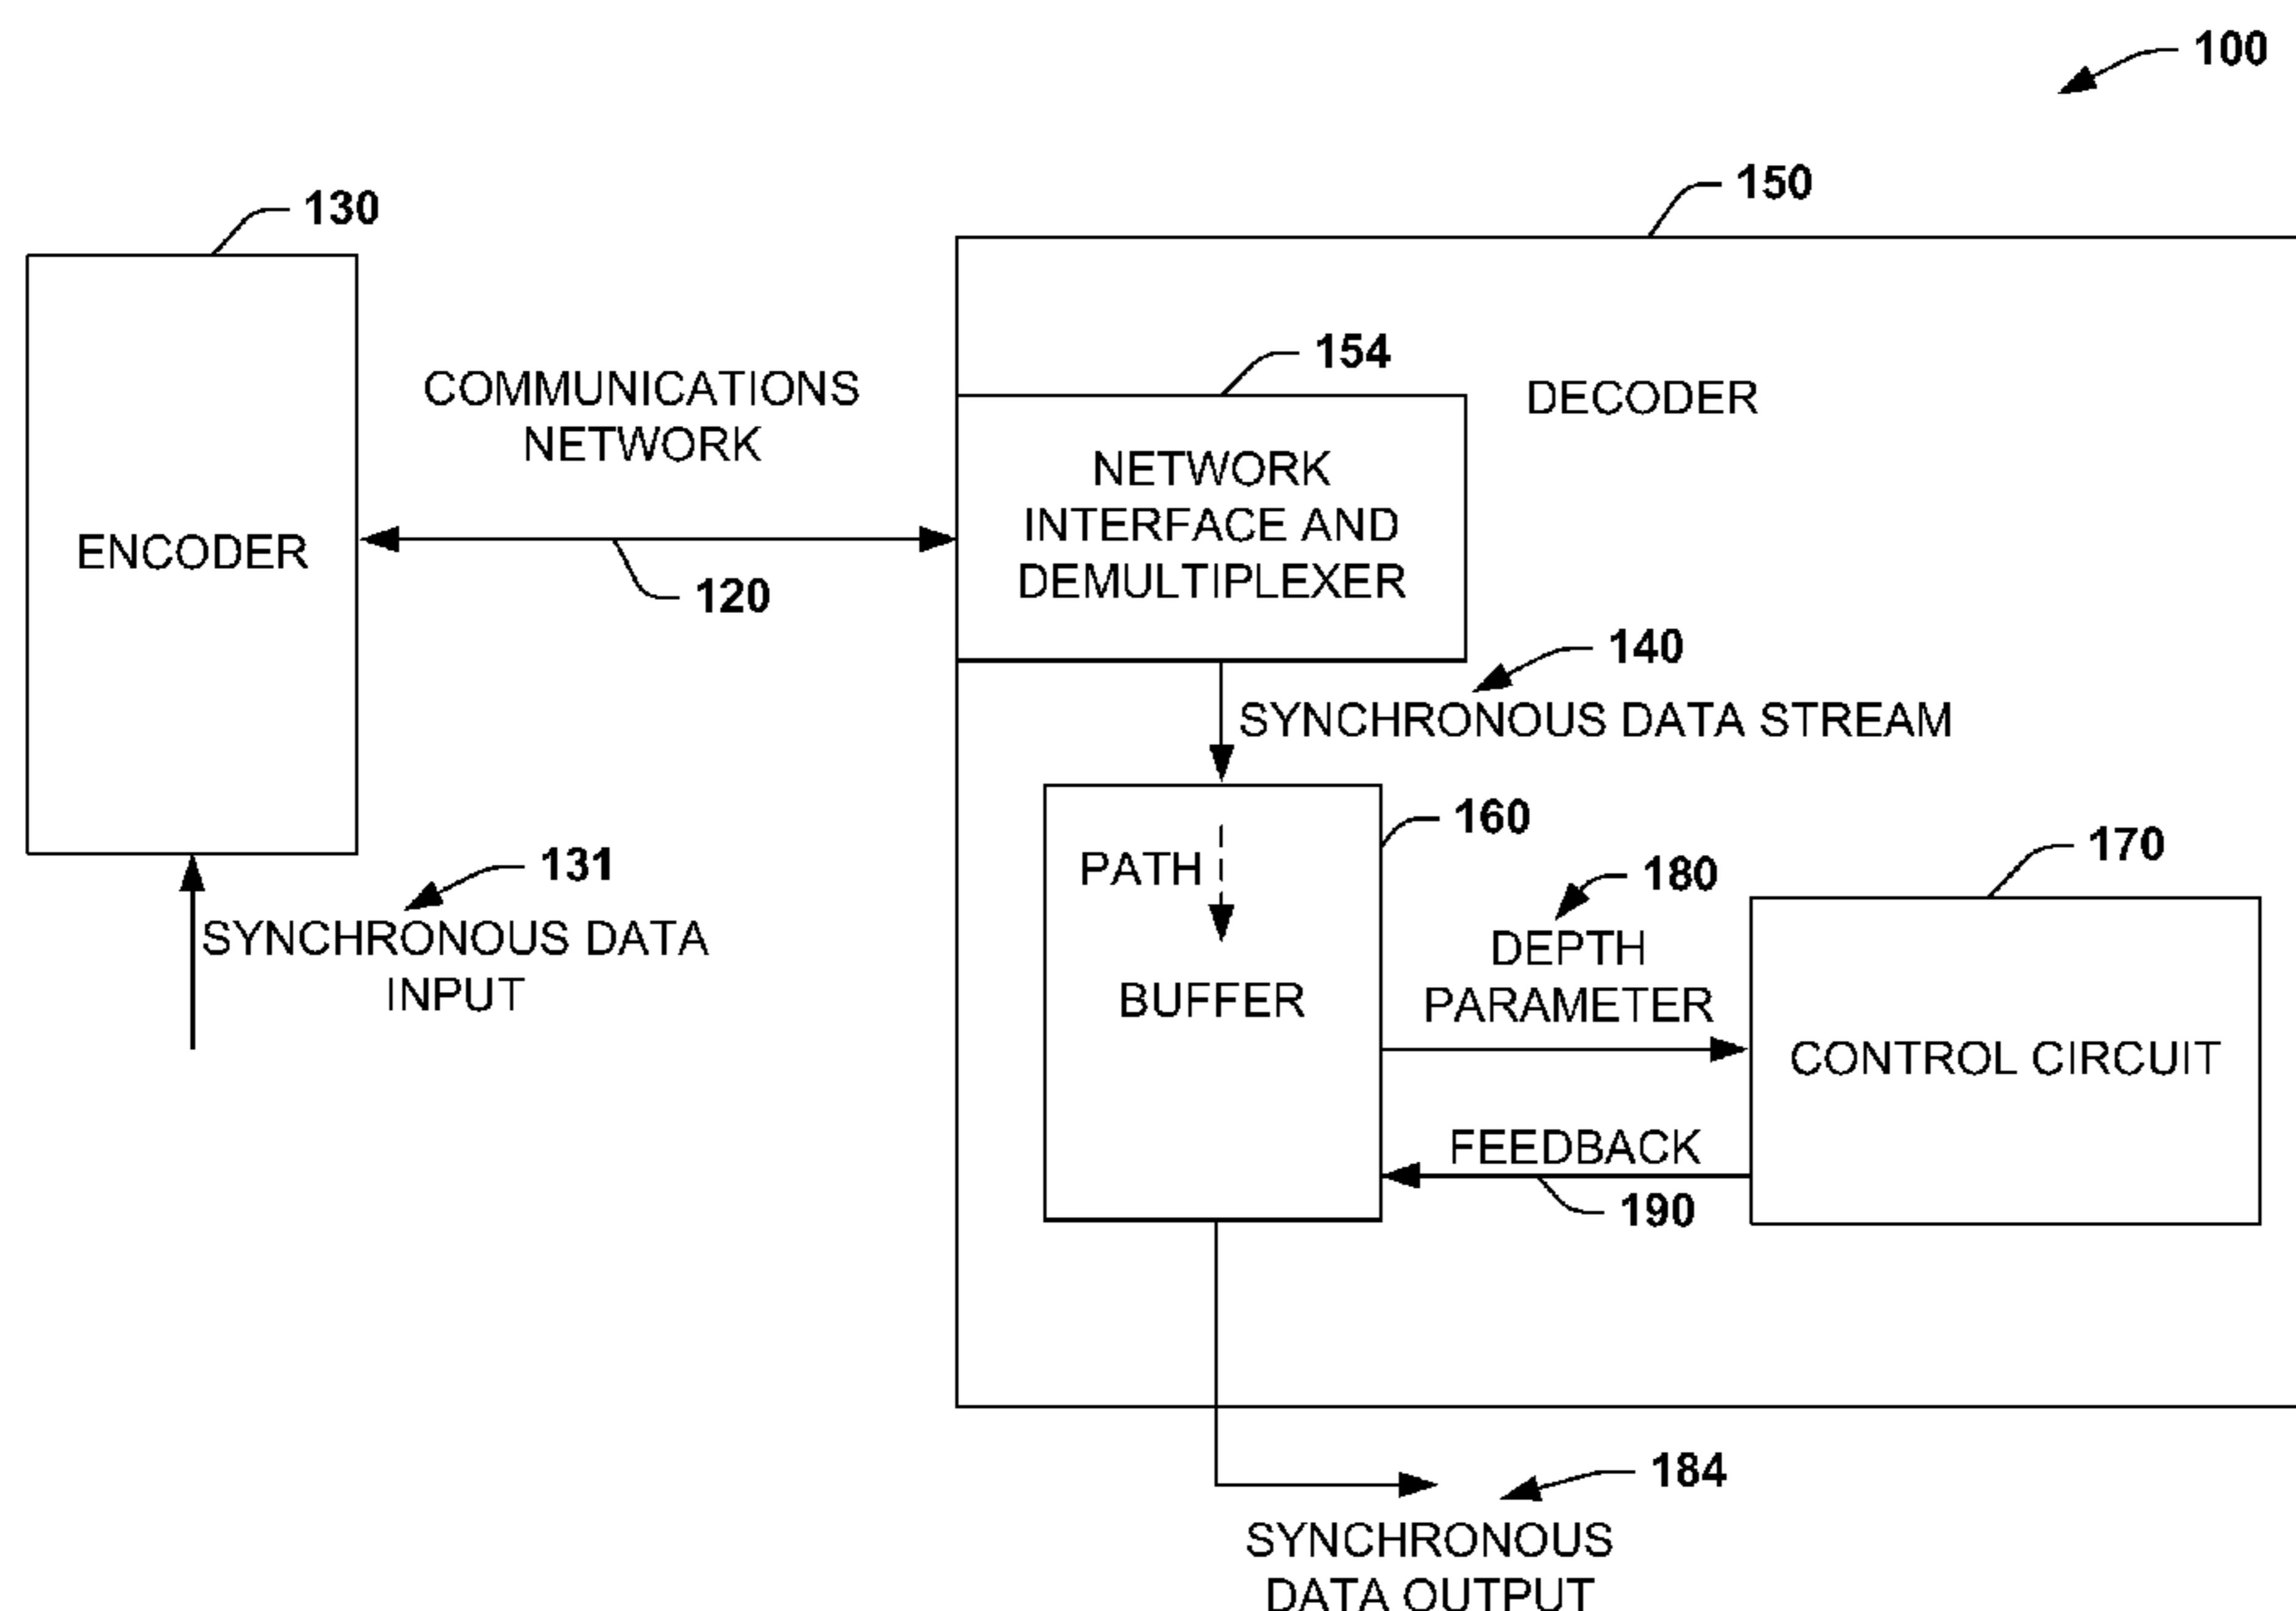 100
150
130
154
COMMUNICATIONS
NETWORK
DECODER
NETWORK
INTERFACE AND
DEMULTIPLEXER
ENCODER
120
140
SYNCHRONOUS DATA STREAM
160
170
131
PATH
180
SYNCHRONOUS DATA
INPUT
DEPTH
PARAMETER
BUFFER
CONTROL CIRCUIT
FEEDBACK
190
184
SYNCHRONOUS
DATA OUTPUT